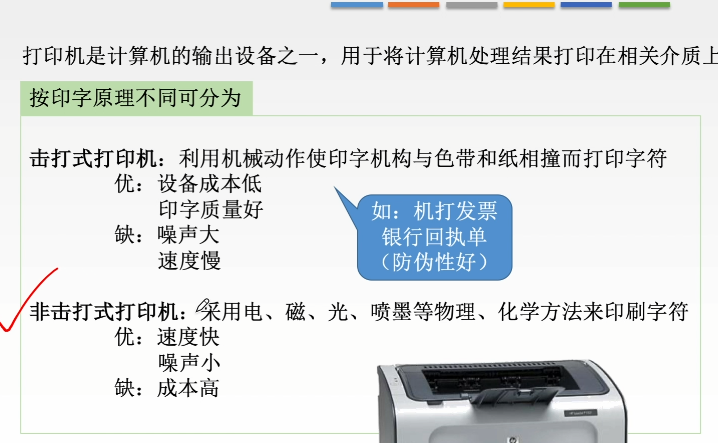 打印机是计算机的输出设备之一，用于将计算机处理结果打印在相关介质上
按印字原理不同可分为
击打式打印机：利用机械动作使印字机构与色带和纸相撞而打印字符
优：设备成本低
印字质量好
缺：噪声大
速度慢
如：机打发票
银行回执单
（防伪性好）
非击打式打印机：采用电、磁、光、喷墨等物理、化学方法来印刷字符
优：速度快
噪声小
缺：成本高